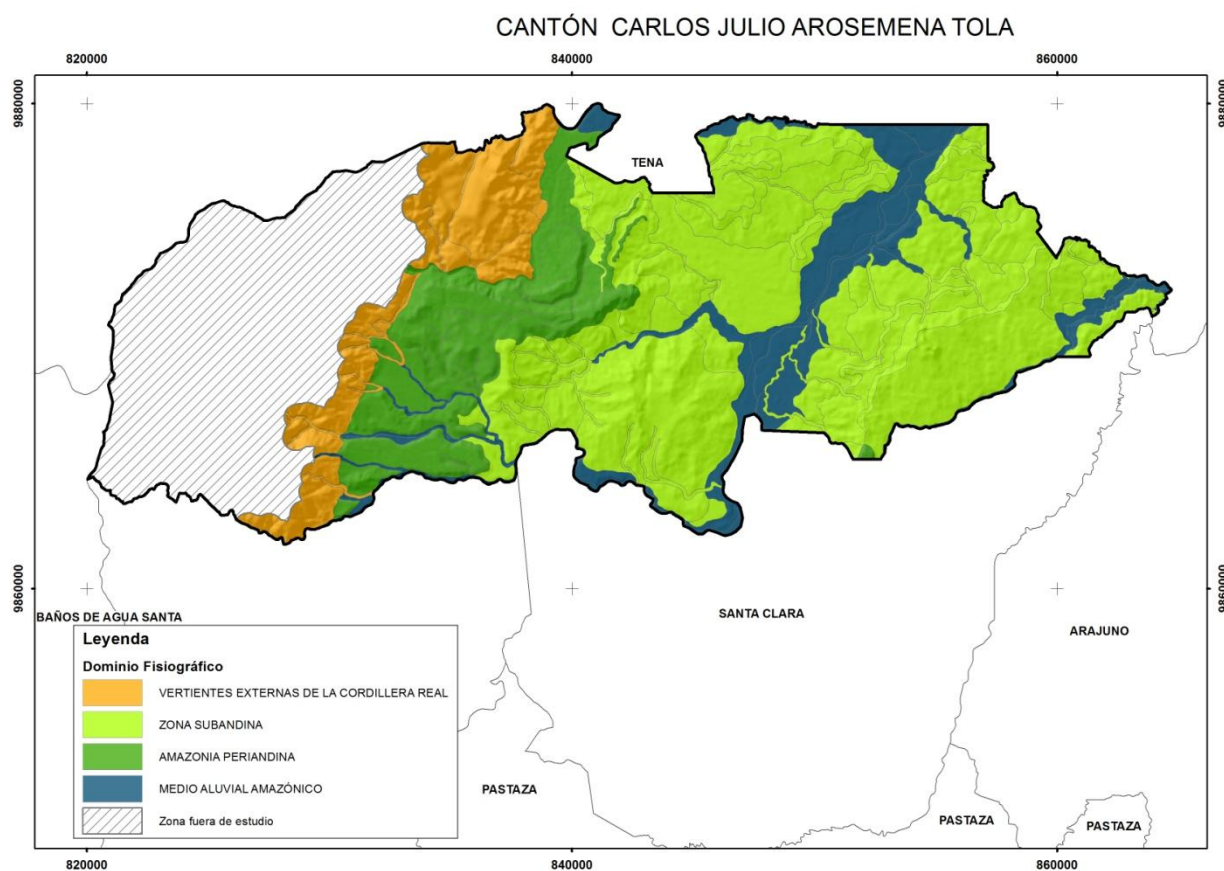 CANTÓN CARLOS JULIO AROSEMENA TOLA
820000
840000
860000
9880000
9880000
TENA
9860000
9860000
BAÑOS DE AGUA SANTA
SANTA CLARA
ARAJUNO
Leyenda
Dominio Fisiográfico
VERTIENTES EXTERNAS DE LA CORDILLERA REAL
ZONA SUBANDINA
AMAZONIA PERIANDINA
MEDIO ALUVIAL AMAZÓNICO
Zona fuera de estudio
PASTAZA
PASTAZA
PASTAZA
820000
840000
860000